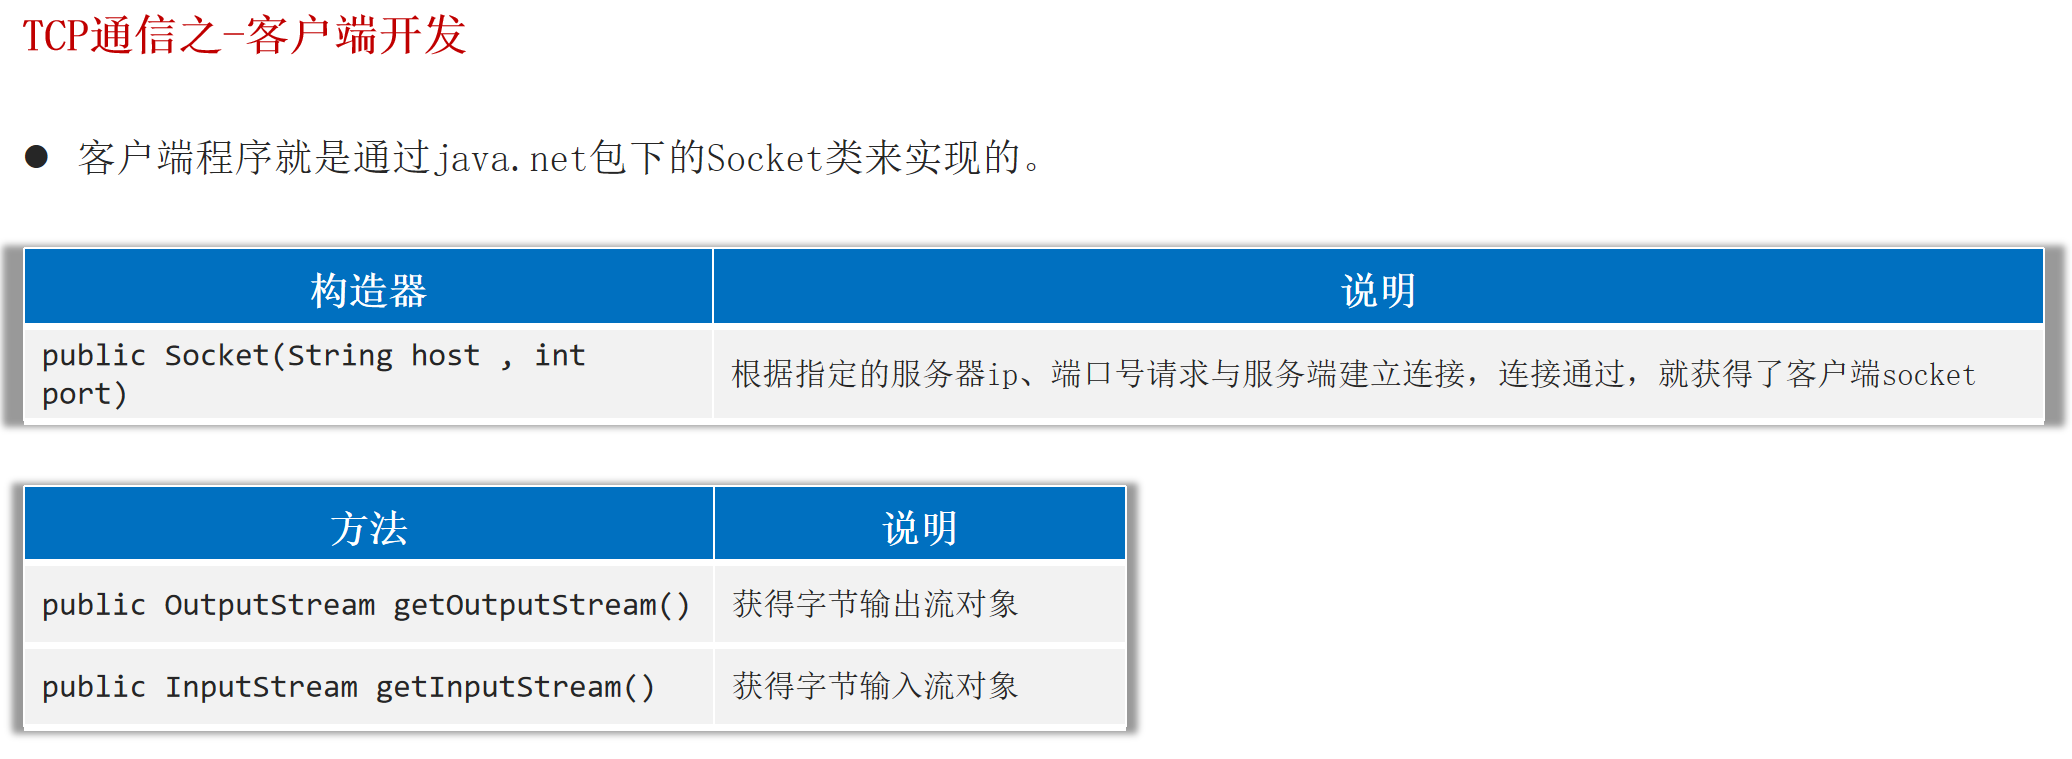 TCP通信之-客户端开发
● 客户端程序就是通过java.net包下的Socket类来实现的。
构造器 说明
public Socket(String host , int
port)
根据指定的服务器ip、端口号请求与服务端建立连接，连接通过，就获得了客户端socket
方法 说明
public OutputStream getOutputStream() 获得字节输出流对象
public InputStream getInputStream() 获得字节输入流对象